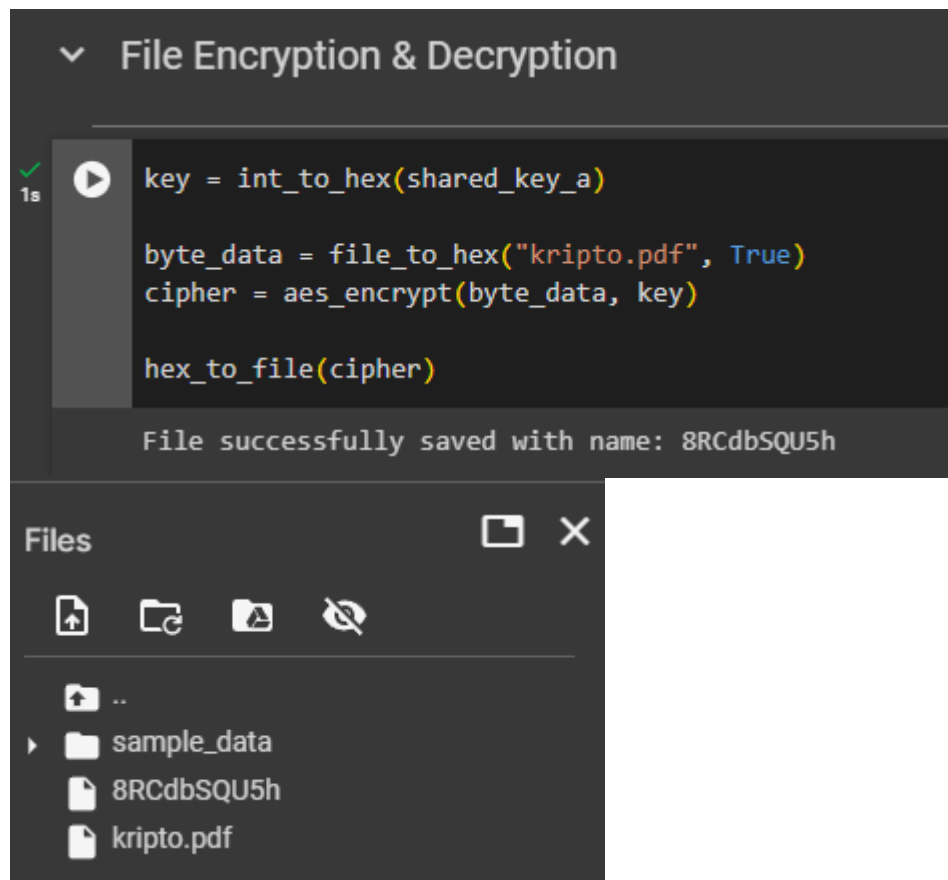 File Encryption & Decryption
1s
key = int_to_hex(shared_key_a)
byte_data = file_to_hex("kripto.pdf", True)
cipher = aes_encrypt(byte_data, key)
hex_to_file(cipher)
File successfully saved with name: 8RCdbSQU5h
Files
..
sample_data
8RCdbSQU5h
kripto.pdf